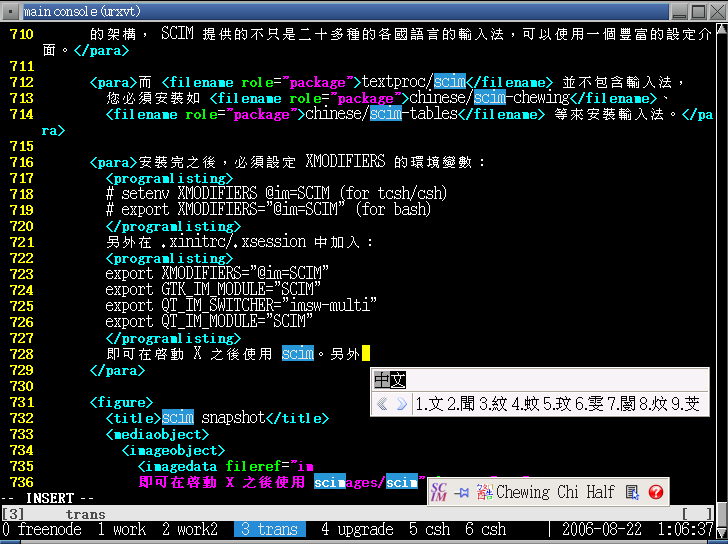 main console (urxvt)
710 的架構， SCIM 提供的不只是二十多種的各國語言的輸入法，可以使用一個豐富的設定介
面。</para>
711
712 <para>而 <filename role="package">textproc/scim</filename> 並不包含輸入法，
713 您必須安裝如 <filename role="package">chinese/scim-chewing</filename>、
714 <filename role="package">chinese/scim-tables</filename> 等來安裝輸入法。</pa
ra>
715
716 <para>安裝完之後，必須設定 XMODIFIERS 的環境變數：
717 <programlisting>
718 # setenv XMODIFIERS @im=SCIM (for tcsh/csh)
719 # export XMODIFIERS="@im=SCIM" (for bash)
720 </programlisting>
721 另外在 .xinitrc/.xsession 中加入：
722 <programlisting>
723 export XMODIFIERS="@im=SCIM"
724 export GTK_IM_MODULE="SCIM"
725 export QT_IM_SWITCHER="imsw-multi"
726 export QT_IM_MODULE="SCIM"
727 </programlisting>
728 即可在啟動 X 之後使用 scim。另外
729 </para>
730
731 <figure>
732 <title>scim snapshot</title>
733 <mediaobject>
734 <imageobject>
735 <imagedata fileref="im
736 即可在啟動 X 之後使用 scimages/scim"
中文
1.文 2.聞 3.紋 4.蚊 5.玟 6.雯 7.閿 8.炆 9.芠
SCIM Chewing Chi Half
-- INSERT --
[3] trans [ ]
0 freenode 1 work 2 work2 3 trans 4 upgrade 5 csh 6 csh | 2006-08-22 1:06:37